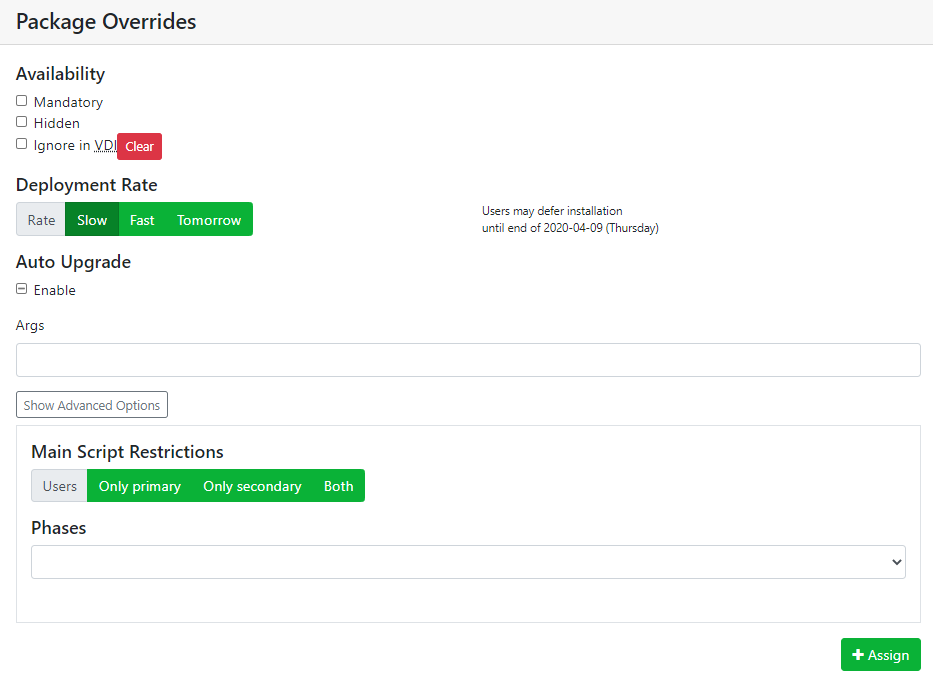 Package Overrides
Availability
Mandatory
Hidden
Ignore in VDI Clear
Deployment Rate
Rate Slow Fast Tomorrow
Users may defer installation
until end of 2020-04-09 (Thursday)
Auto Upgrade
Enable
Args
Show Advanced Options
Main Script Restrictions
Users Only primary Only secondary Both
Phases
Assign